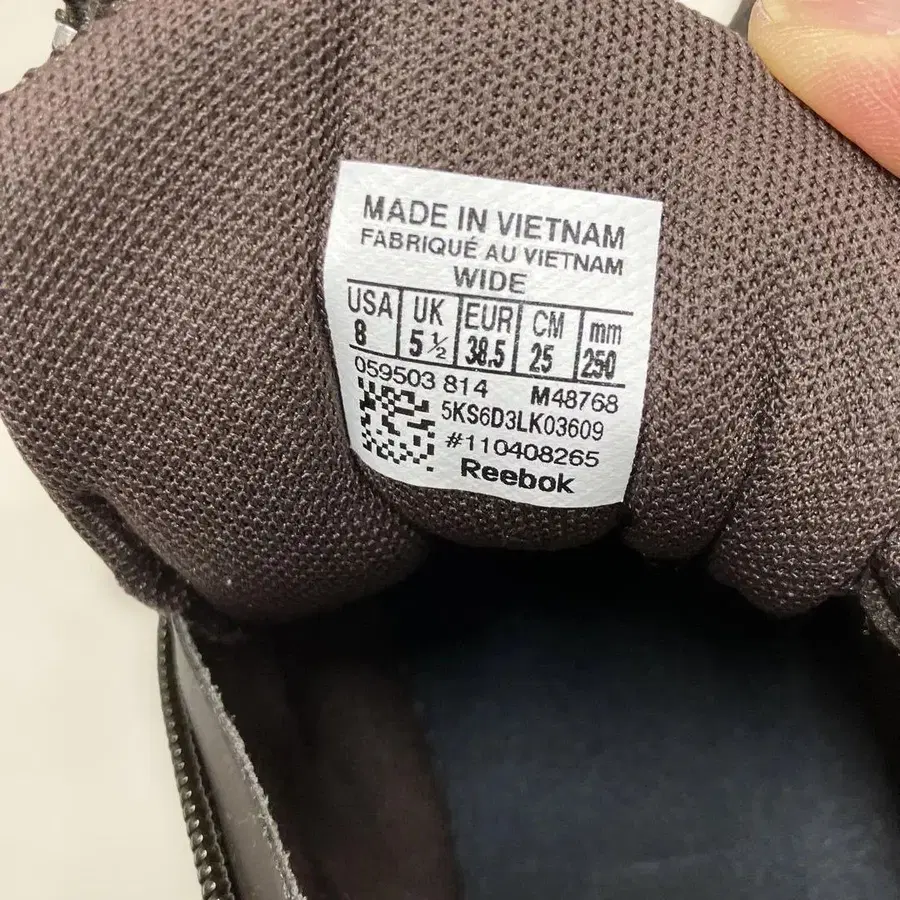 MADE IN VIETNAM
FABRIQUÉ AU VIETNAM
WIDE
USA UK EUR CM mm
8 5 ½ 38.5 25 250
059503 814 M48768
5KS6D3LK03609
#110408265
Reebok